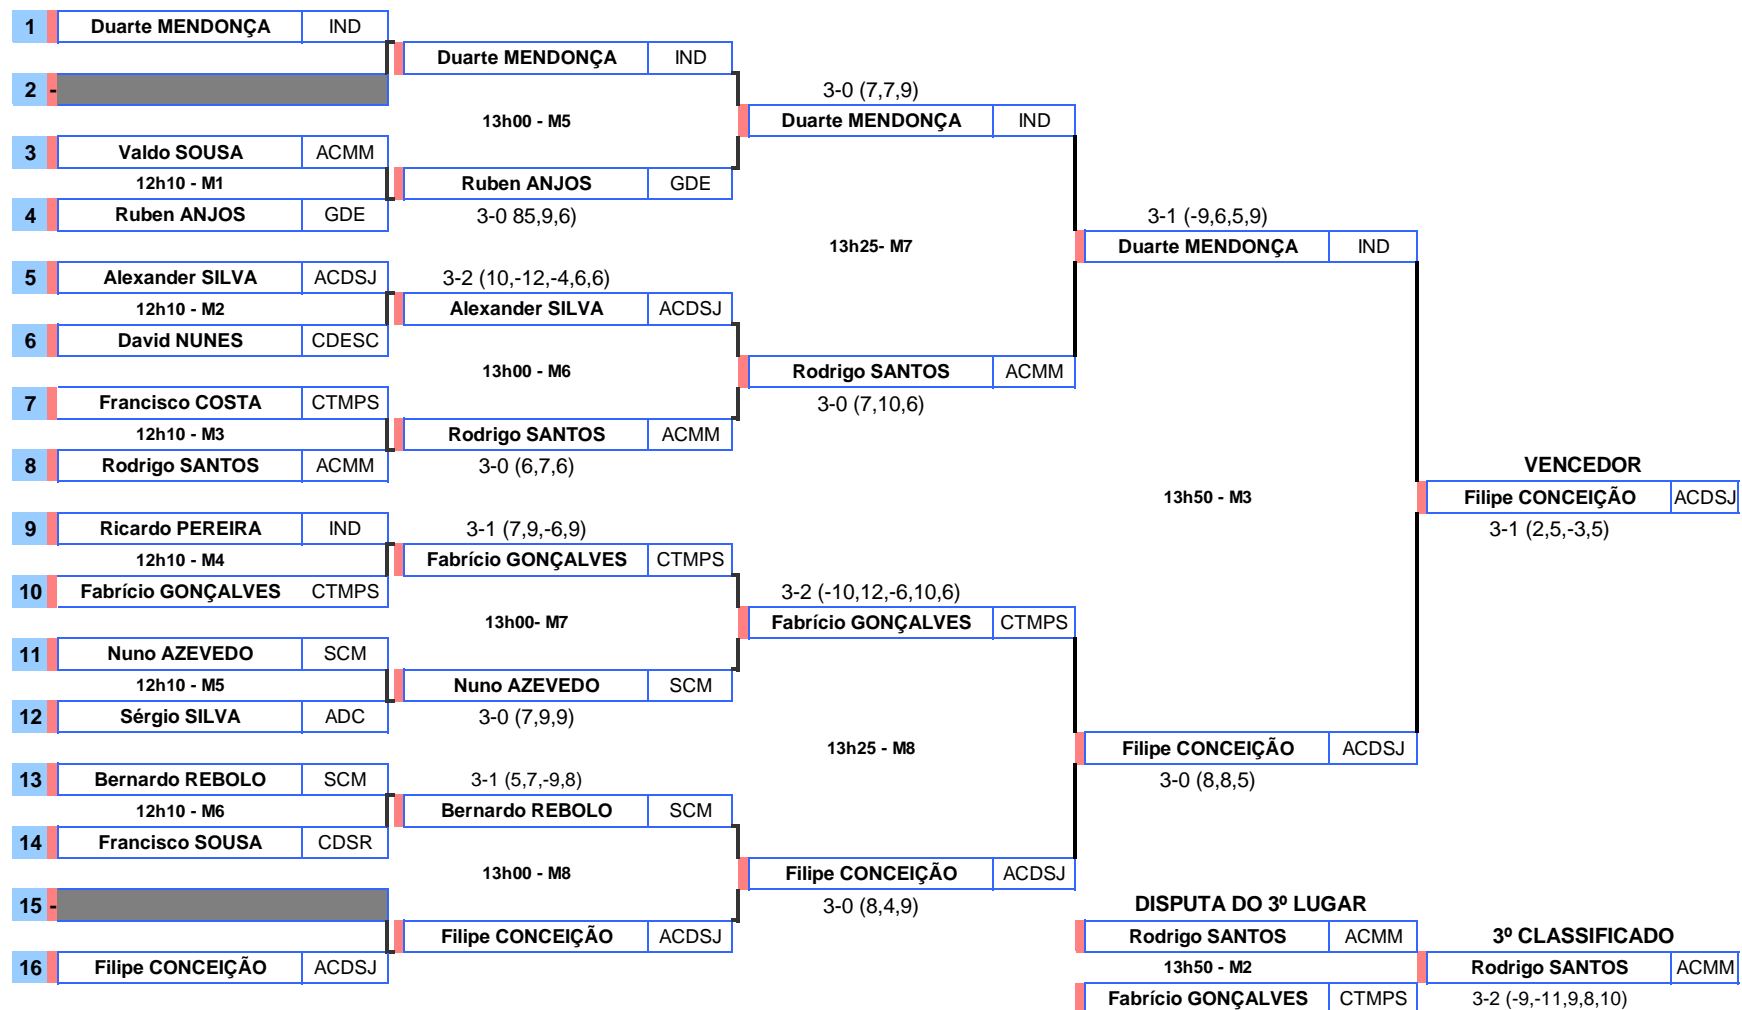 1 Duarte MENDONÇA IND
Duarte MENDONÇA IND
2 - 3-0 (7,7,9)
13h00 - M5 Duarte MENDONÇA IND
3 Valdo SOUSA ACMM
12h10 - M1 Ruben ANJOS GDE
4 Ruben ANJOS GDE 3-0 85,9,6) 3-1 (-9,6,5,9)
13h25- M7 Duarte MENDONÇA IND
5 Alexander SILVA ACDSJ 3-2 (10,-12,-4,6,6)
12h10 - M2 Alexander SILVA ACDSJ
6 David NUNES CDESC
13h00 - M6 Rodrigo SANTOS ACMM
7 Francisco COSTA CTMPS 3-0 (7,10,6)
12h10 - M3 Rodrigo SANTOS ACMM
8 Rodrigo SANTOS ACMM 3-0 (6,7,6) VENCEDOR
13h50 - M3 Filipe CONCEIÇÃO ACDSJ
9 Ricardo PEREIRA IND 3-1 (7,9,-6,9) 3-1 (2,5,-3,5)
12h10 - M4 Fabrício GONÇALVES CTMPS
10 Fabrício GONÇALVES CTMPS 3-2 (-10,12,-6,10,6)
13h00- M7 Fabrício GONÇALVES CTMPS
11 Nuno AZEVEDO SCM
12h10 - M5 Nuno AZEVEDO SCM
12 Sérgio SILVA ADC 3-0 (7,9,9)
13h25 - M8 Filipe CONCEIÇÃO ACDSJ
13 Bernardo REBOLO SCM 3-1 (5,7,-9,8) 3-0 (8,8,5)
12h10 - M6 Bernardo REBOLO SCM
14 Francisco SOUSA CDSR
13h00 - M8 Filipe CONCEIÇÃO ACDSJ
15 - 3-0 (8,4,9) DISPUTA DO 3º LUGAR
Filipe CONCEIÇÃO ACDSJ Rodrigo SANTOS ACMM 3º CLASSIFICADO
16 Filipe CONCEIÇÃO ACDSJ 13h50 - M2 Rodrigo SANTOS ACMM
Fabrício GONÇALVES CTMPS 3-2 (-9,-11,9,8,10)